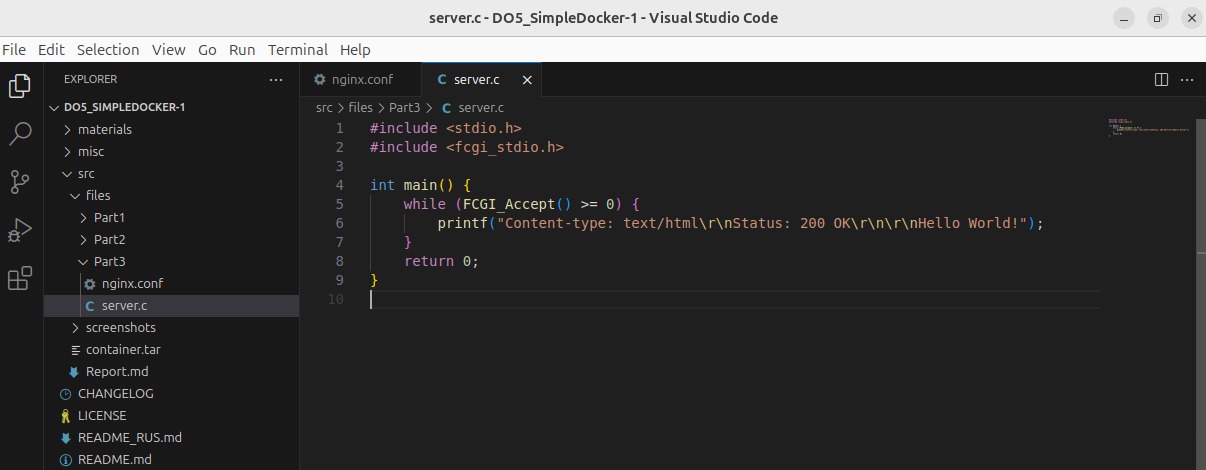 server.c - DO5_SimpleDocker-1 - Visual Studio Code
File Edit Selection View Go Run Terminal Help
EXPLORER
DO5_SIMPLEDOCKER-1
materials
misc
src
files
Part1
Part2
Part3
nginx.conf
C server.c
screenshots
container.tar
Report.md
CHANGELOG
LICENSE
README_RUS.md
README.md
nginx.conf
C server.c
src > files > Part3 > C server.c
1 #include <stdio.h>
2 #include <fcgi_stdio.h>
3
4 int main() {
5 while (FCGI_Accept() >= 0) {
6 printf("Content-type: text/html\r\nStatus: 200 OK\r\n\r\nHello World!");
7 }
8 return 0;
9 }
10